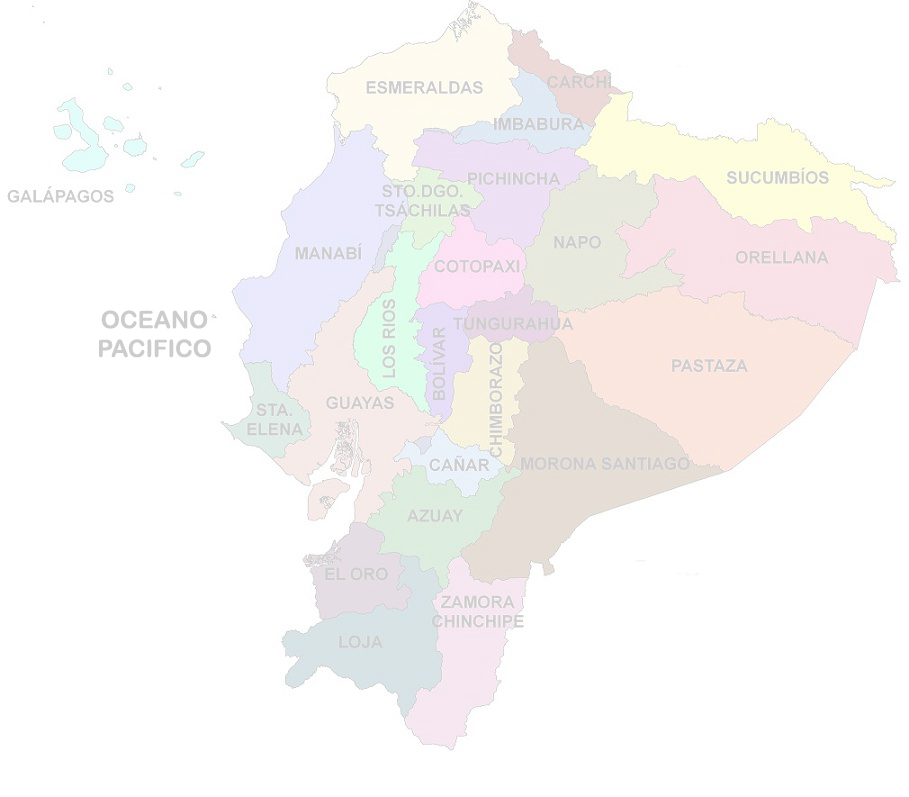 ESMERALDAS
CARCHI
IMBABURA
SUCUMBÍOS
PICHINCHA
STO.DGO.
TSÁCHILAS
GALÁPAGOS
MANABÍ
NAPO
ORELLANA
COTOPAXI
OCEANO
PACIFICO
LOS RIOS
BOLÍVAR
TUNGURAHUA
CHIMBORAZO
PASTAZA
STA.
ELENA
GUAYAS
CAÑAR
MORONA SANTIAGO
AZUAY
EL ORO
ZAMORA
CHINCHIPE
LOJA